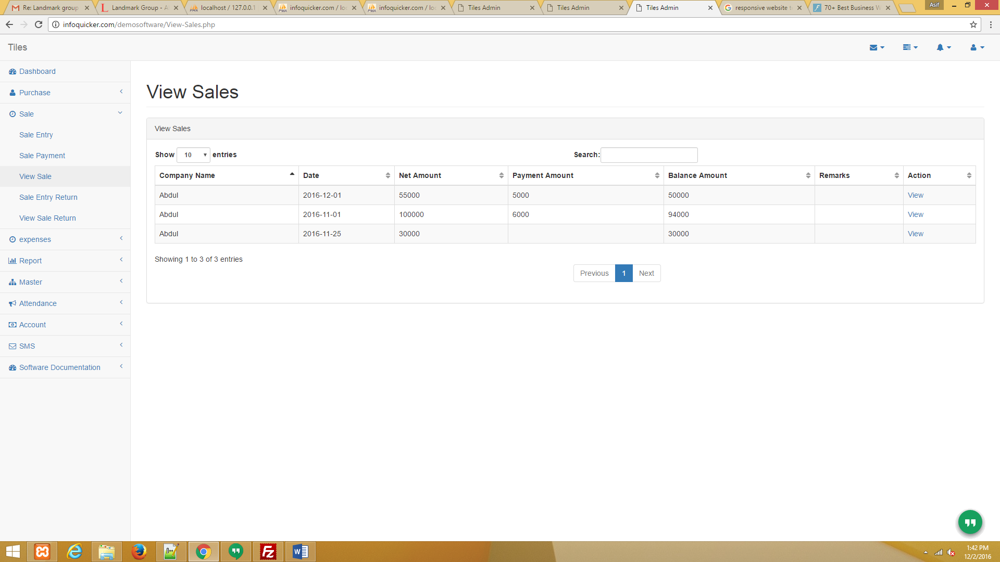 Re: Landmark group
Landmark Group - A
localhost / 127.0.0.1
infoquicker.com / loc
infoquicker.com / loc
Tiles Admin
Tiles Admin
Tiles Admin
responsive website t
70+ Best Business W
Asif
infoquicker.com/demosoftware/View-Sales.php
Tiles
Dashboard
Purchase
Sale
Sale Entry
Sale Payment
View Sale
Sale Entry Return
View Sale Return
expenses
Report
Master
Attendance
Account
SMS
Software Documentation
View Sales
View Sales
Show 10 entries Search:
Company Name Date Net Amount Payment Amount Balance Amount Remarks Action
Abdul 2016-12-01 55000 5000 50000 View
Abdul 2016-11-01 100000 6000 94000 View
Abdul 2016-11-25 30000 30000 View
Showing 1 to 3 of 3 entries
Previous 1 Next
1:42 PM
12/2/2016